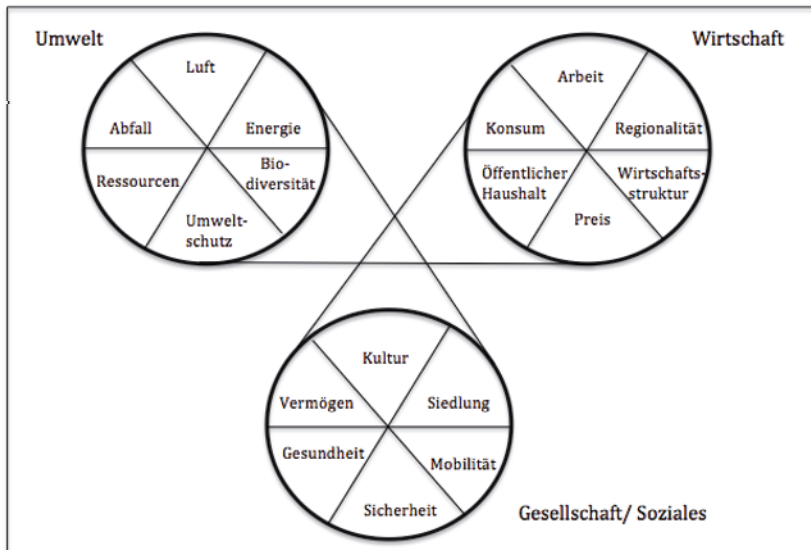 Umwelt
Luft
Abfall
Energie
Ressourcen
Bio-
diversität
Umwelt-
schutz
Wirtschaft
Arbeit
Konsum
Regionalität
Öffentlicher
Haushalt
Wirtschafts-
struktur
Preis
Kultur
Vermögen
Siedlung
Gesundheit
Mobilität
Sicherheit
Gesellschaft/ Soziales